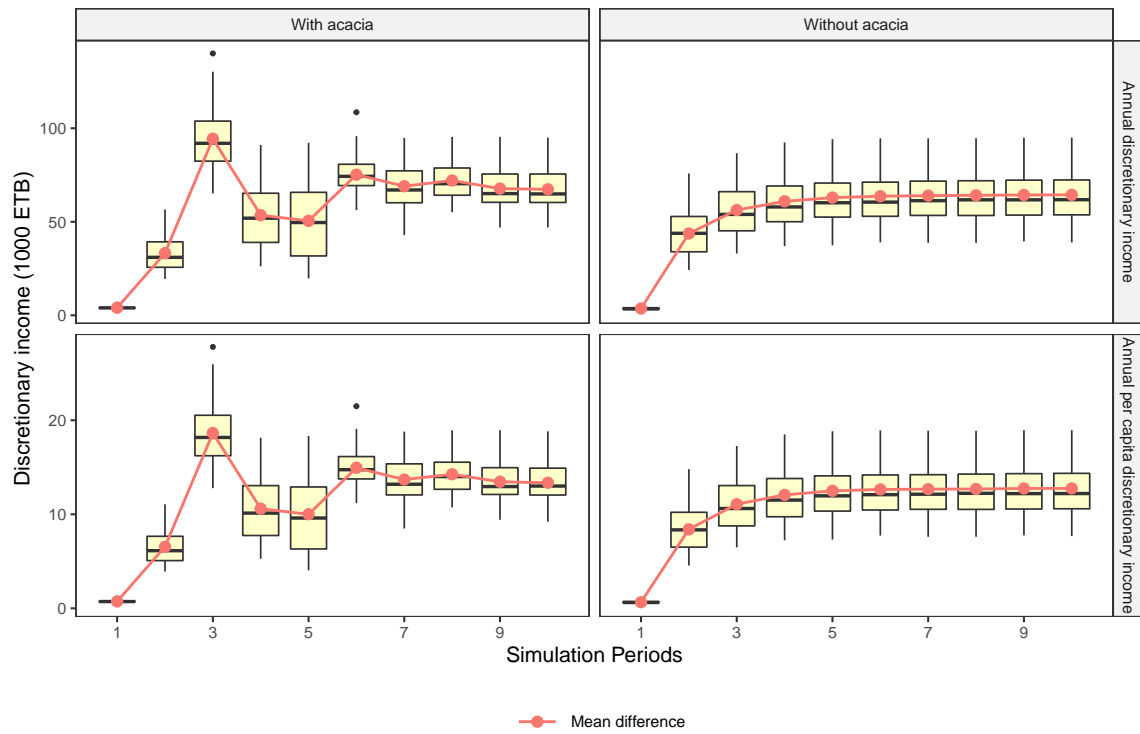 With acacia
Without acacia
Discretionary income (1000 ETB)
100
50
0
Annual discretionary income
20
10
0
Annual per capita discretionary income
1
3
5
7
9
1
3
5
7
9
Simulation Periods
Mean difference